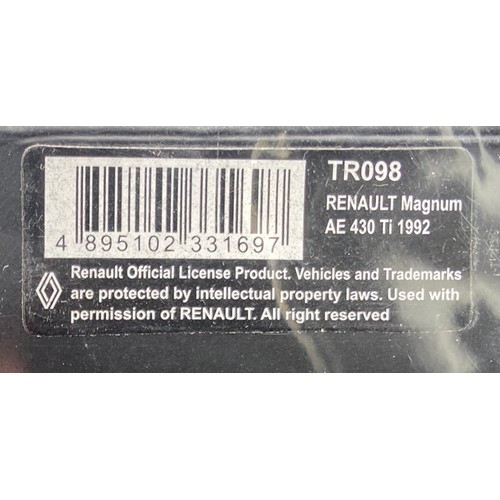 TR098
RENAULT Magnum
AE 430 Ti 1992
4 895102 331697
Renault Official License Product. Vehicles and Trademarks
are protected by intellectual property laws. Used with
permission of RENAULT. All right reserved